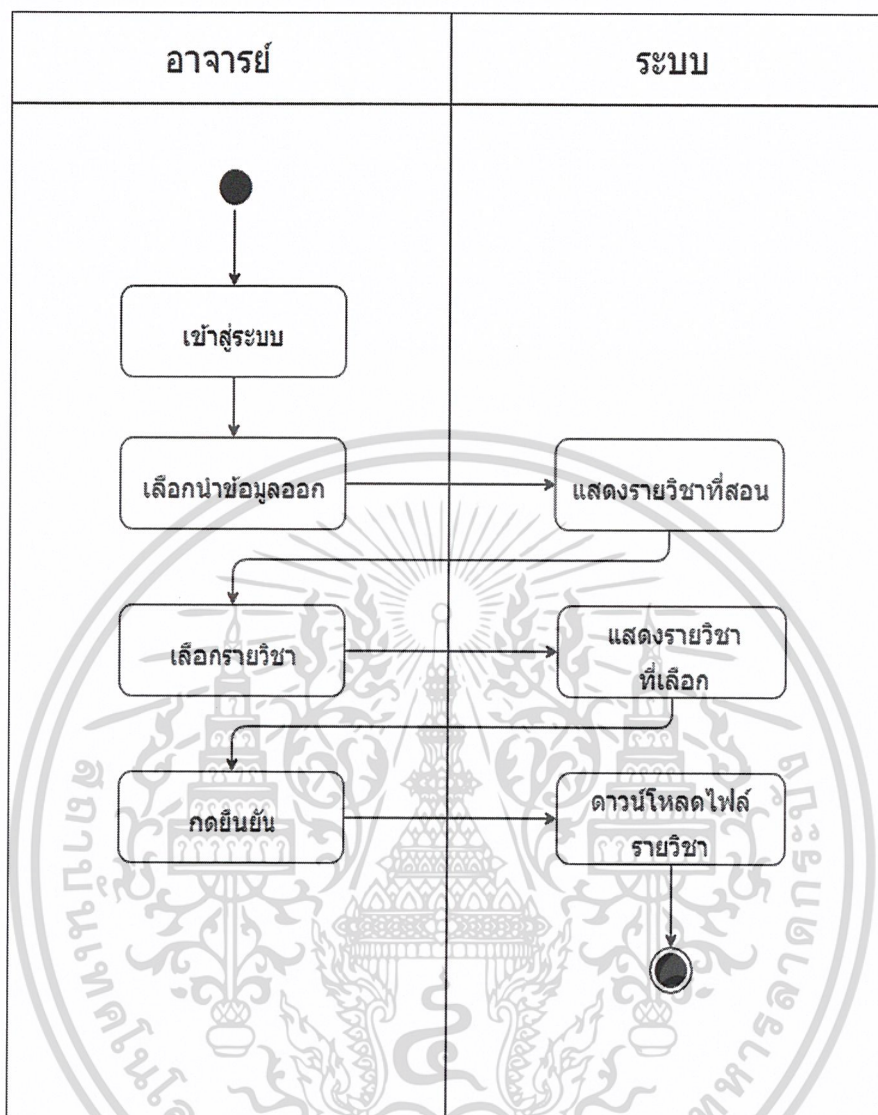 อาจารย์
ระบบ
เข้าสู่ระบบ
เลือกนำข้อมูลออก
แสดงรายวิชาที่สอน
เลือกรายวิชา
แสดงรายวิชา
ที่เลือก
กดยืนยัน
ดาวน์โหลดไฟล์
รายวิชา